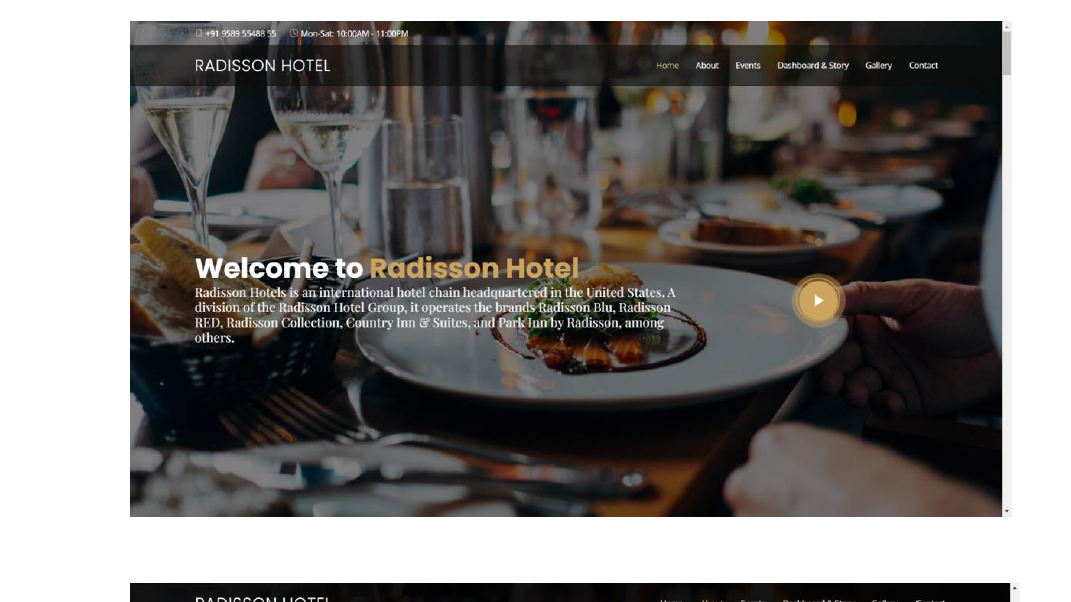 +91 9589 55488 55 Mon-Sat: 10:00AM - 11:00PM
RADISSON HOTEL Home About Events Dashboard & Story Gallery Contact
Welcome to Radisson Hotel
Radisson Hotels is an international hotel chain headquartered in the United States. A
division of the Radisson Hotel Group, it operates the brands Radisson Blu, Radisson
RED, Radisson Collection, Country Inn & Suites, and Park Inn by Radisson, among
others.
RADISSON HOTEL Home About Events Dashboard & Story Gallery Contact